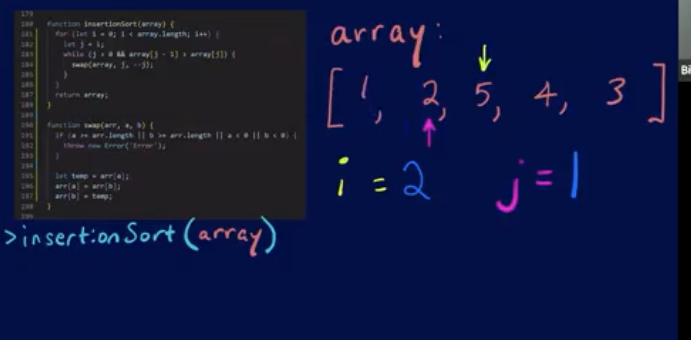 179
180 function insertionSort(array) {
181 for (let i = 0; i < array.length; i++) {
182 let j = i;
183 while (j > 0 && array[j - 1] > array[j]) {
184 swap(array, j, --j);
185 }
186 }
187 return array;
188 }
189
190 function swap(arr, a, b) {
191 if (a >= arr.length || b >= arr.length || a < 0 || b < 0) {
192 throw new Error('Error');
193 }
194
195 let temp = arr[a];
196 arr[a] = arr[b];
197 arr[b] = temp;
198 }
199
>insertionSort(array)
array:
[ 1, 2, 5, 4, 3 ]
i = 2 j = 1